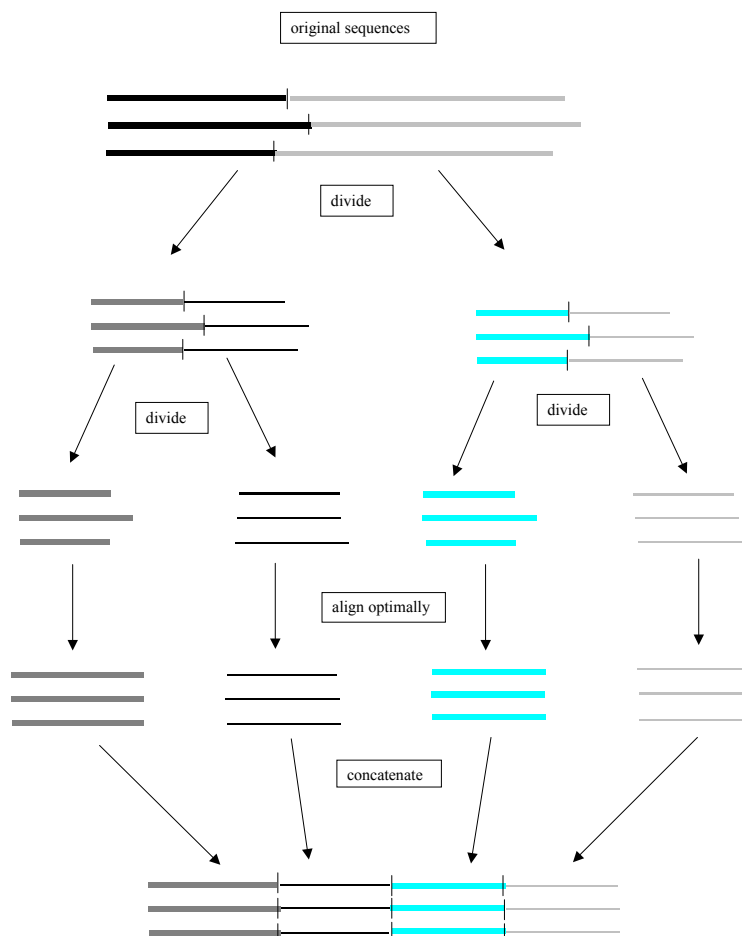 original sequences
divide
divide
divide
align optimally
concatenate